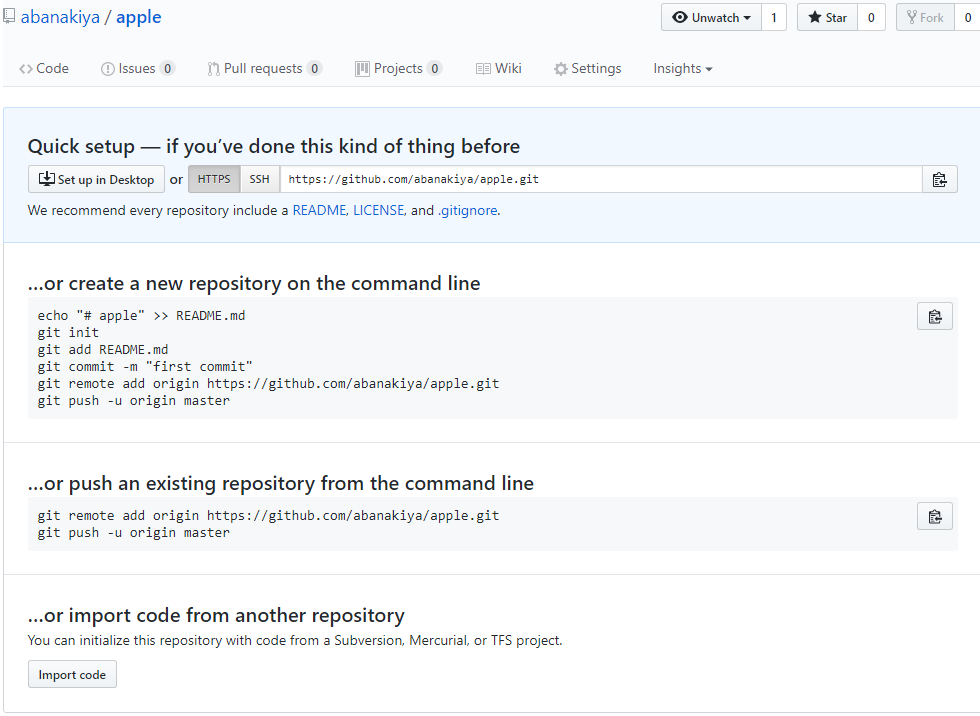 abanakiya / apple
Unwatch 1 Star 0 Fork 0
Code Issues 0 Pull requests 0 Projects 0 Wiki Settings Insights
Quick setup — if you’ve done this kind of thing before
Set up in Desktop or HTTPS SSH https://github.com/abanakiya/apple.git
We recommend every repository include a README, LICENSE, and .gitignore.
…or create a new repository on the command line
echo "# apple" >> README.md
git init
git add README.md
git commit -m "first commit"
git remote add origin https://github.com/abanakiya/apple.git
git push -u origin master
…or push an existing repository from the command line
git remote add origin https://github.com/abanakiya/apple.git
git push -u origin master
…or import code from another repository
You can initialize this repository with code from a Subversion, Mercurial, or TFS project.
Import code